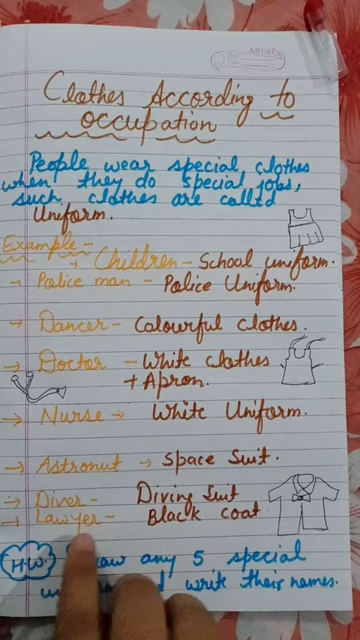 Clothes According to
occupation
People wear special clothes
when they do special jobs,
such clothes are called
Uniform.
Example -
→ Children - School uniform.
- Police man - Police Uniform.
→ Dancer - Colourful clothes.
→ Doctor - White clothes
+ Apron.
→ Nurse → White Uniform.
→ Astronut → Space Suit.
→ Diver - Diving Suit
→ Lawyer - Black coat
H.W. any 5 special
write their names.